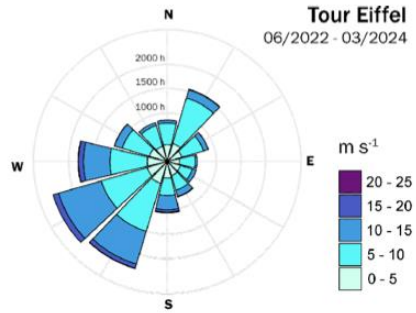 Tour Eiffel
06/2022 - 03/2024
N
2000 h
1500 h
1000 h
W
E
S
m s⁻¹
20 - 25
15 - 20
10 - 15
5 - 10
0 - 5